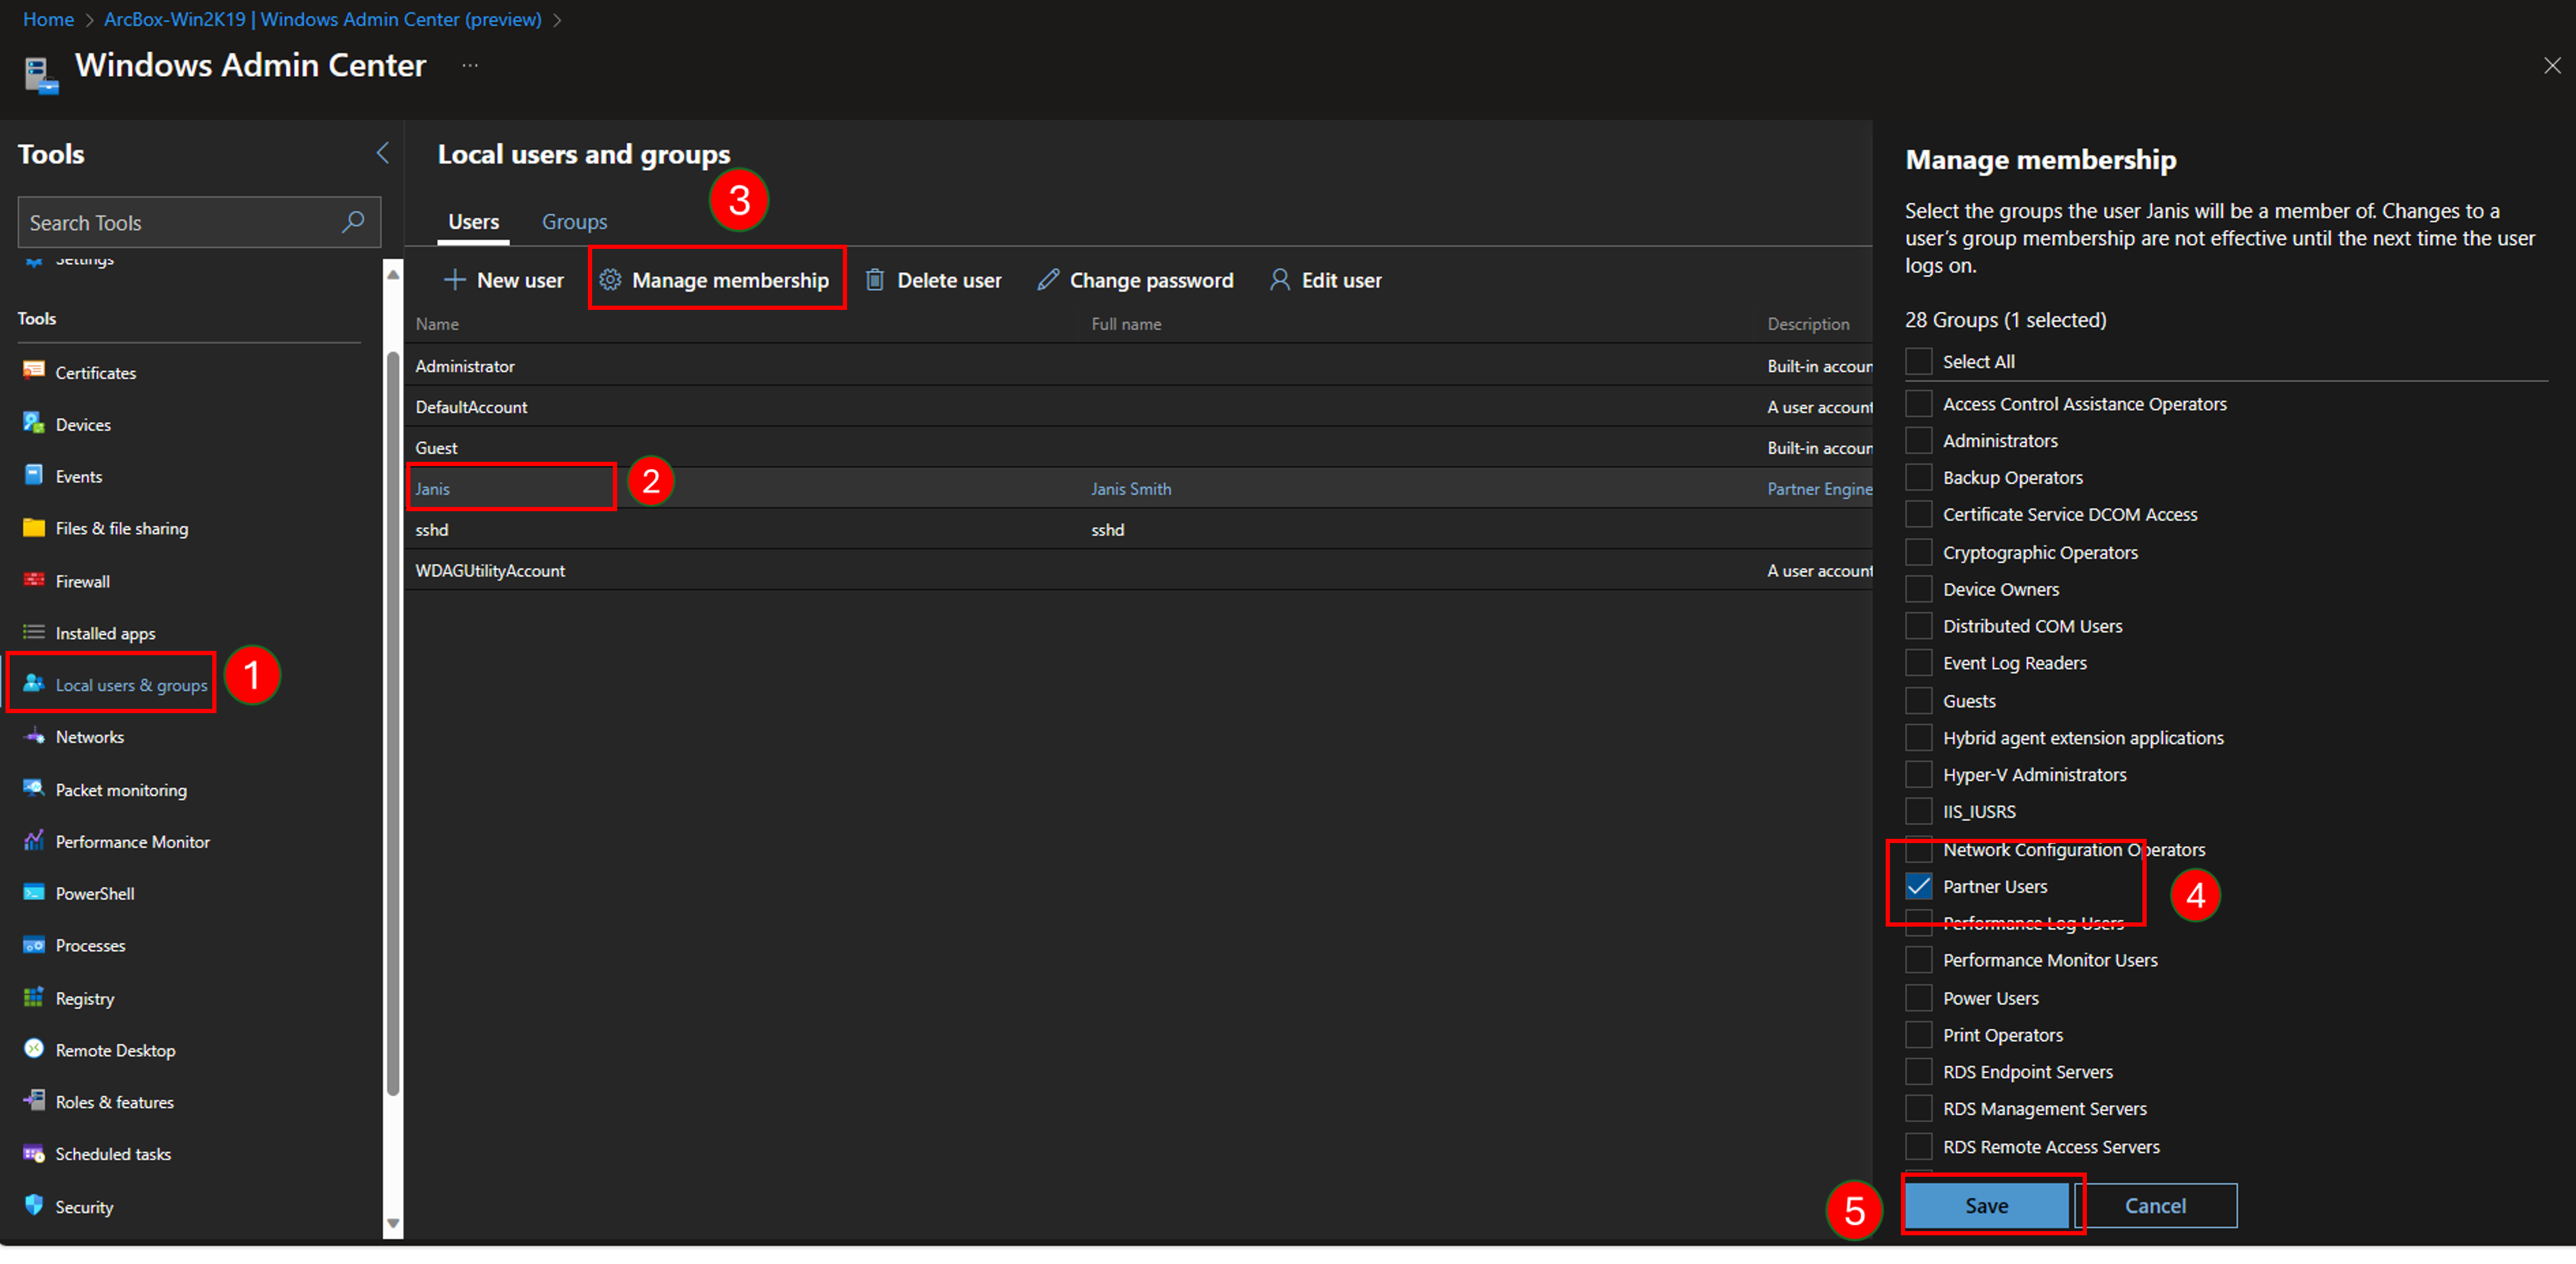 Home > ArcBox-Win2K19 | Windows Admin Center (preview) >
Windows Admin Center ...
Tools
Search Tools
Settings
Tools
Certificates
Devices
Events
Files & file sharing
Firewall
Installed apps
Local users & groups
1
Networks
Packet monitoring
Performance Monitor
PowerShell
Processes
Registry
Remote Desktop
Roles & features
Scheduled tasks
Security
Local users and groups
3
Users Groups
New user Manage membership Delete user Change password Edit user
Name Full name Description
Administrator Built-in accoun
DefaultAccount A user account
Guest Built-in accoun
Janis Janis Smith Partner Engine
2
sshd sshd
WDAGUtilityAccount A user account
Manage membership
Select the groups the user Janis will be a member of. Changes to a
user's group membership are not effective until the next time the user
logs on.
28 Groups (1 selected)
Select All
Access Control Assistance Operators
Administrators
Backup Operators
Certificate Service DCOM Access
Cryptographic Operators
Device Owners
Distributed COM Users
Event Log Readers
Guests
Hybrid agent extension applications
Hyper-V Administrators
IIS_IUSRS
Network Configuration Operators
Partner Users
4
Performance Log Users
Performance Monitor Users
Power Users
Print Operators
RDS Endpoint Servers
RDS Management Servers
RDS Remote Access Servers
5
Save Cancel